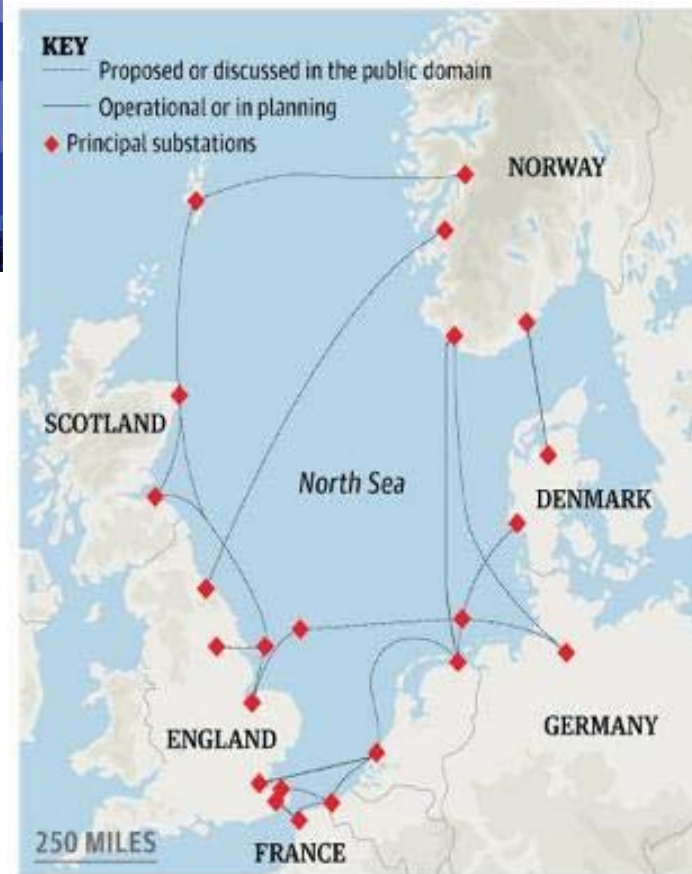 KEY
Proposed or discussed in the public domain
Operational or in planning
Principal substations
NORWAY
SCOTLAND
North Sea
DENMARK
ENGLAND
GERMANY
250 MILES
FRANCE